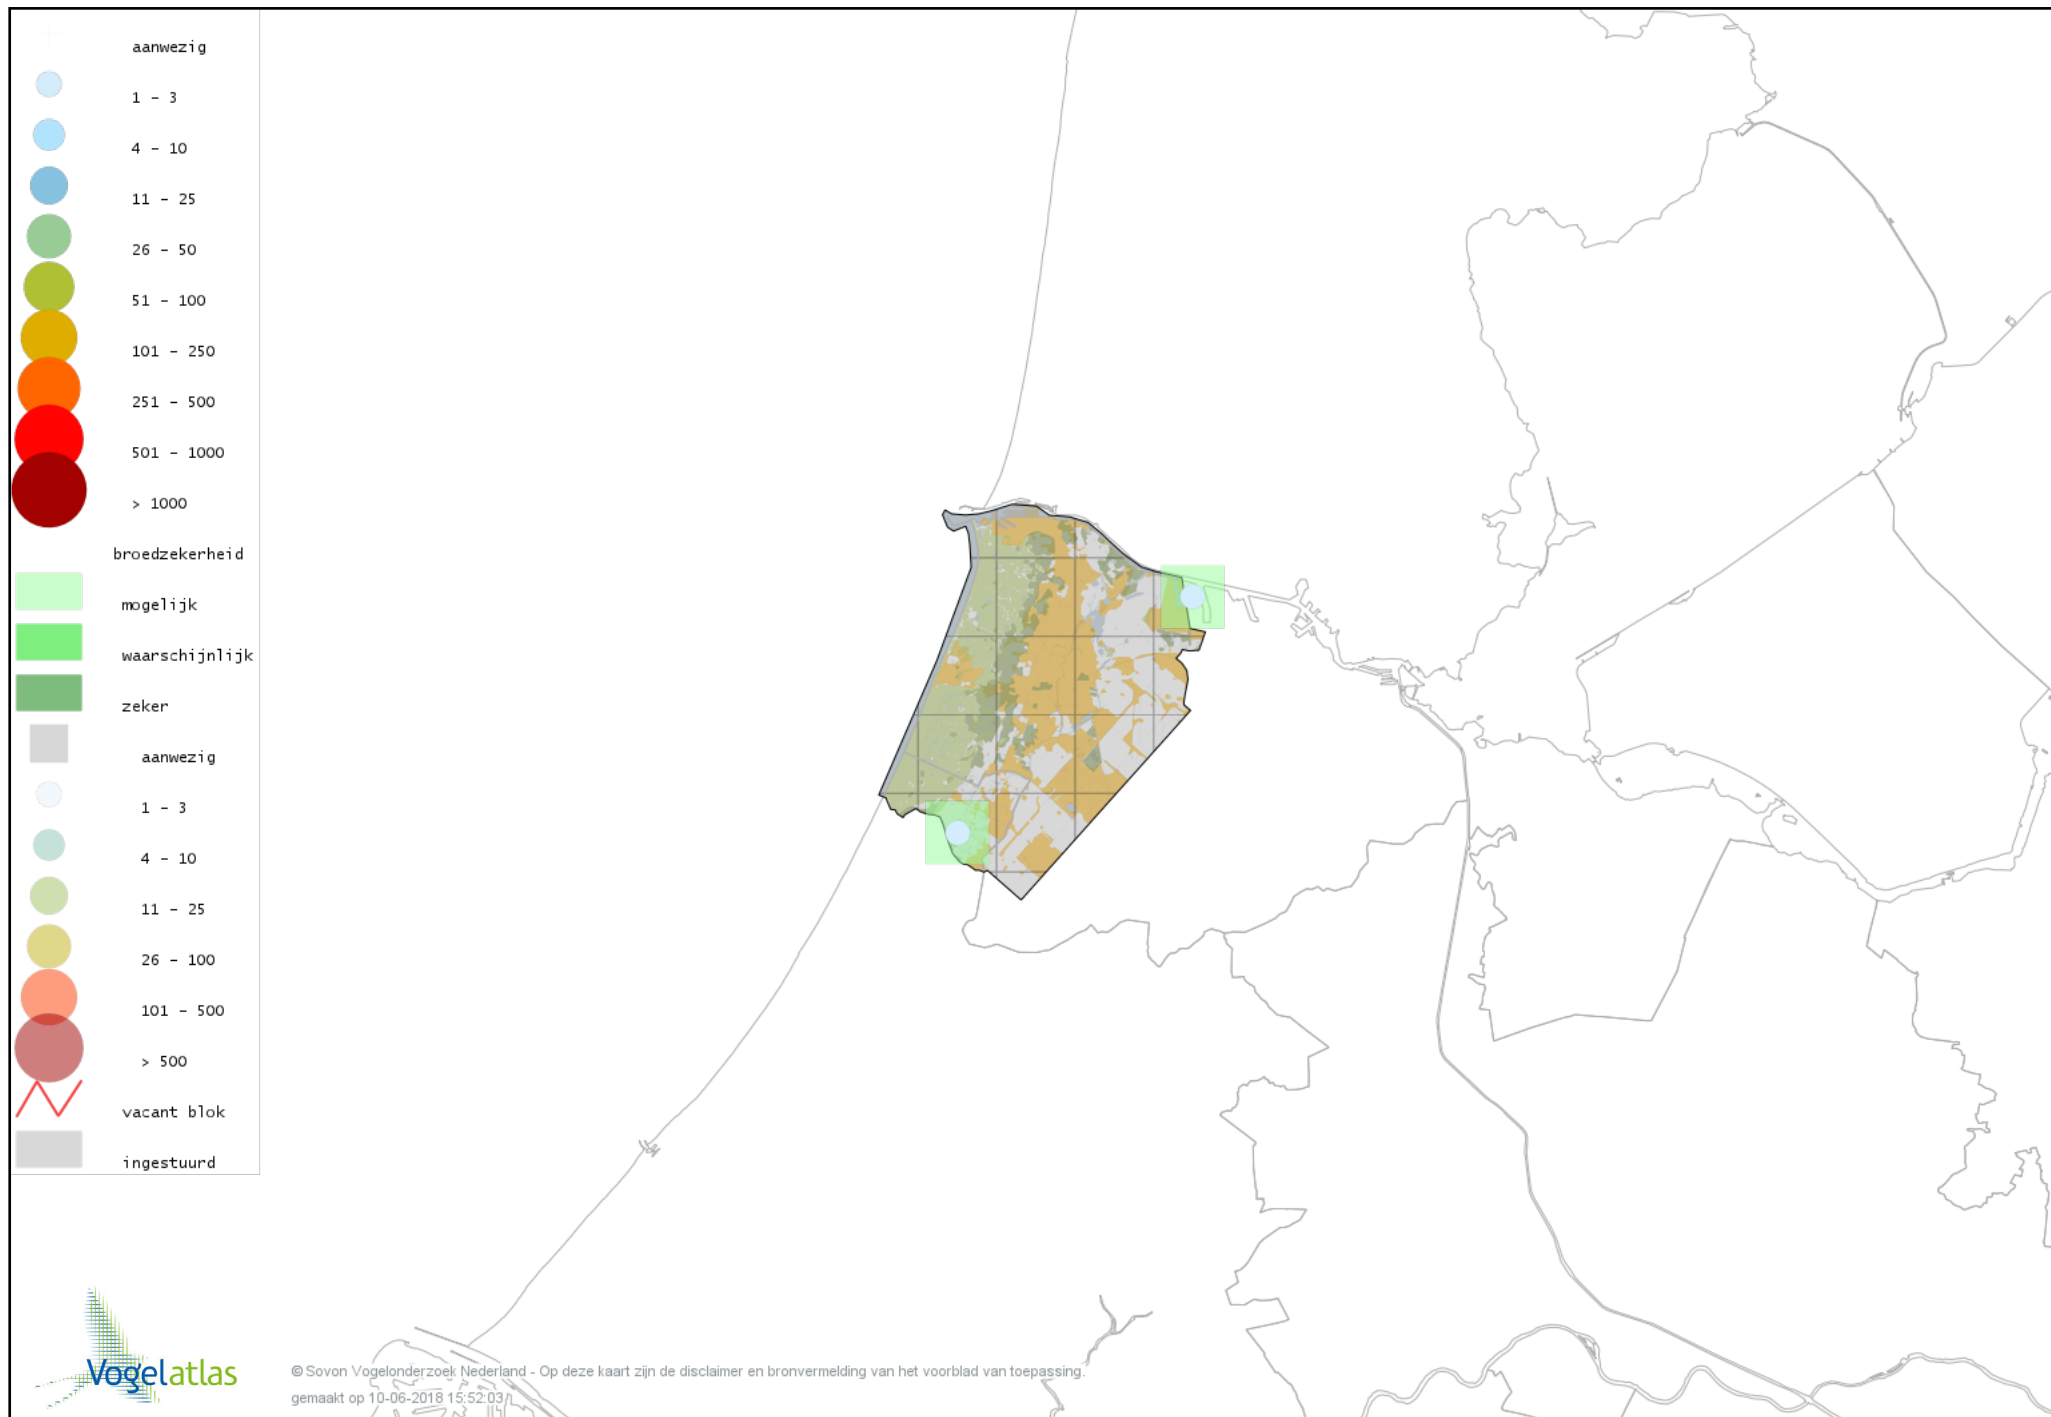 aanwezig
1 - 3
4 - 10
11 - 25
26 - 50
51 - 100
101 - 250
251 - 500
501 - 1000
> 1000
broedzekerheid
mogelijk
waarschijnlijk
zeker
aanwezig
1 - 3
4 - 10
11 - 25
26 - 100
101 - 500
> 500
vacant blok
ingestuurd
Vogelatlas
© Sovon Vogelonderzoek Nederland - Op deze kaart zijn de disclaimer en bronvermelding van het voorblad van toepassing.
gemaakt op 10-06-2018 15:52:03